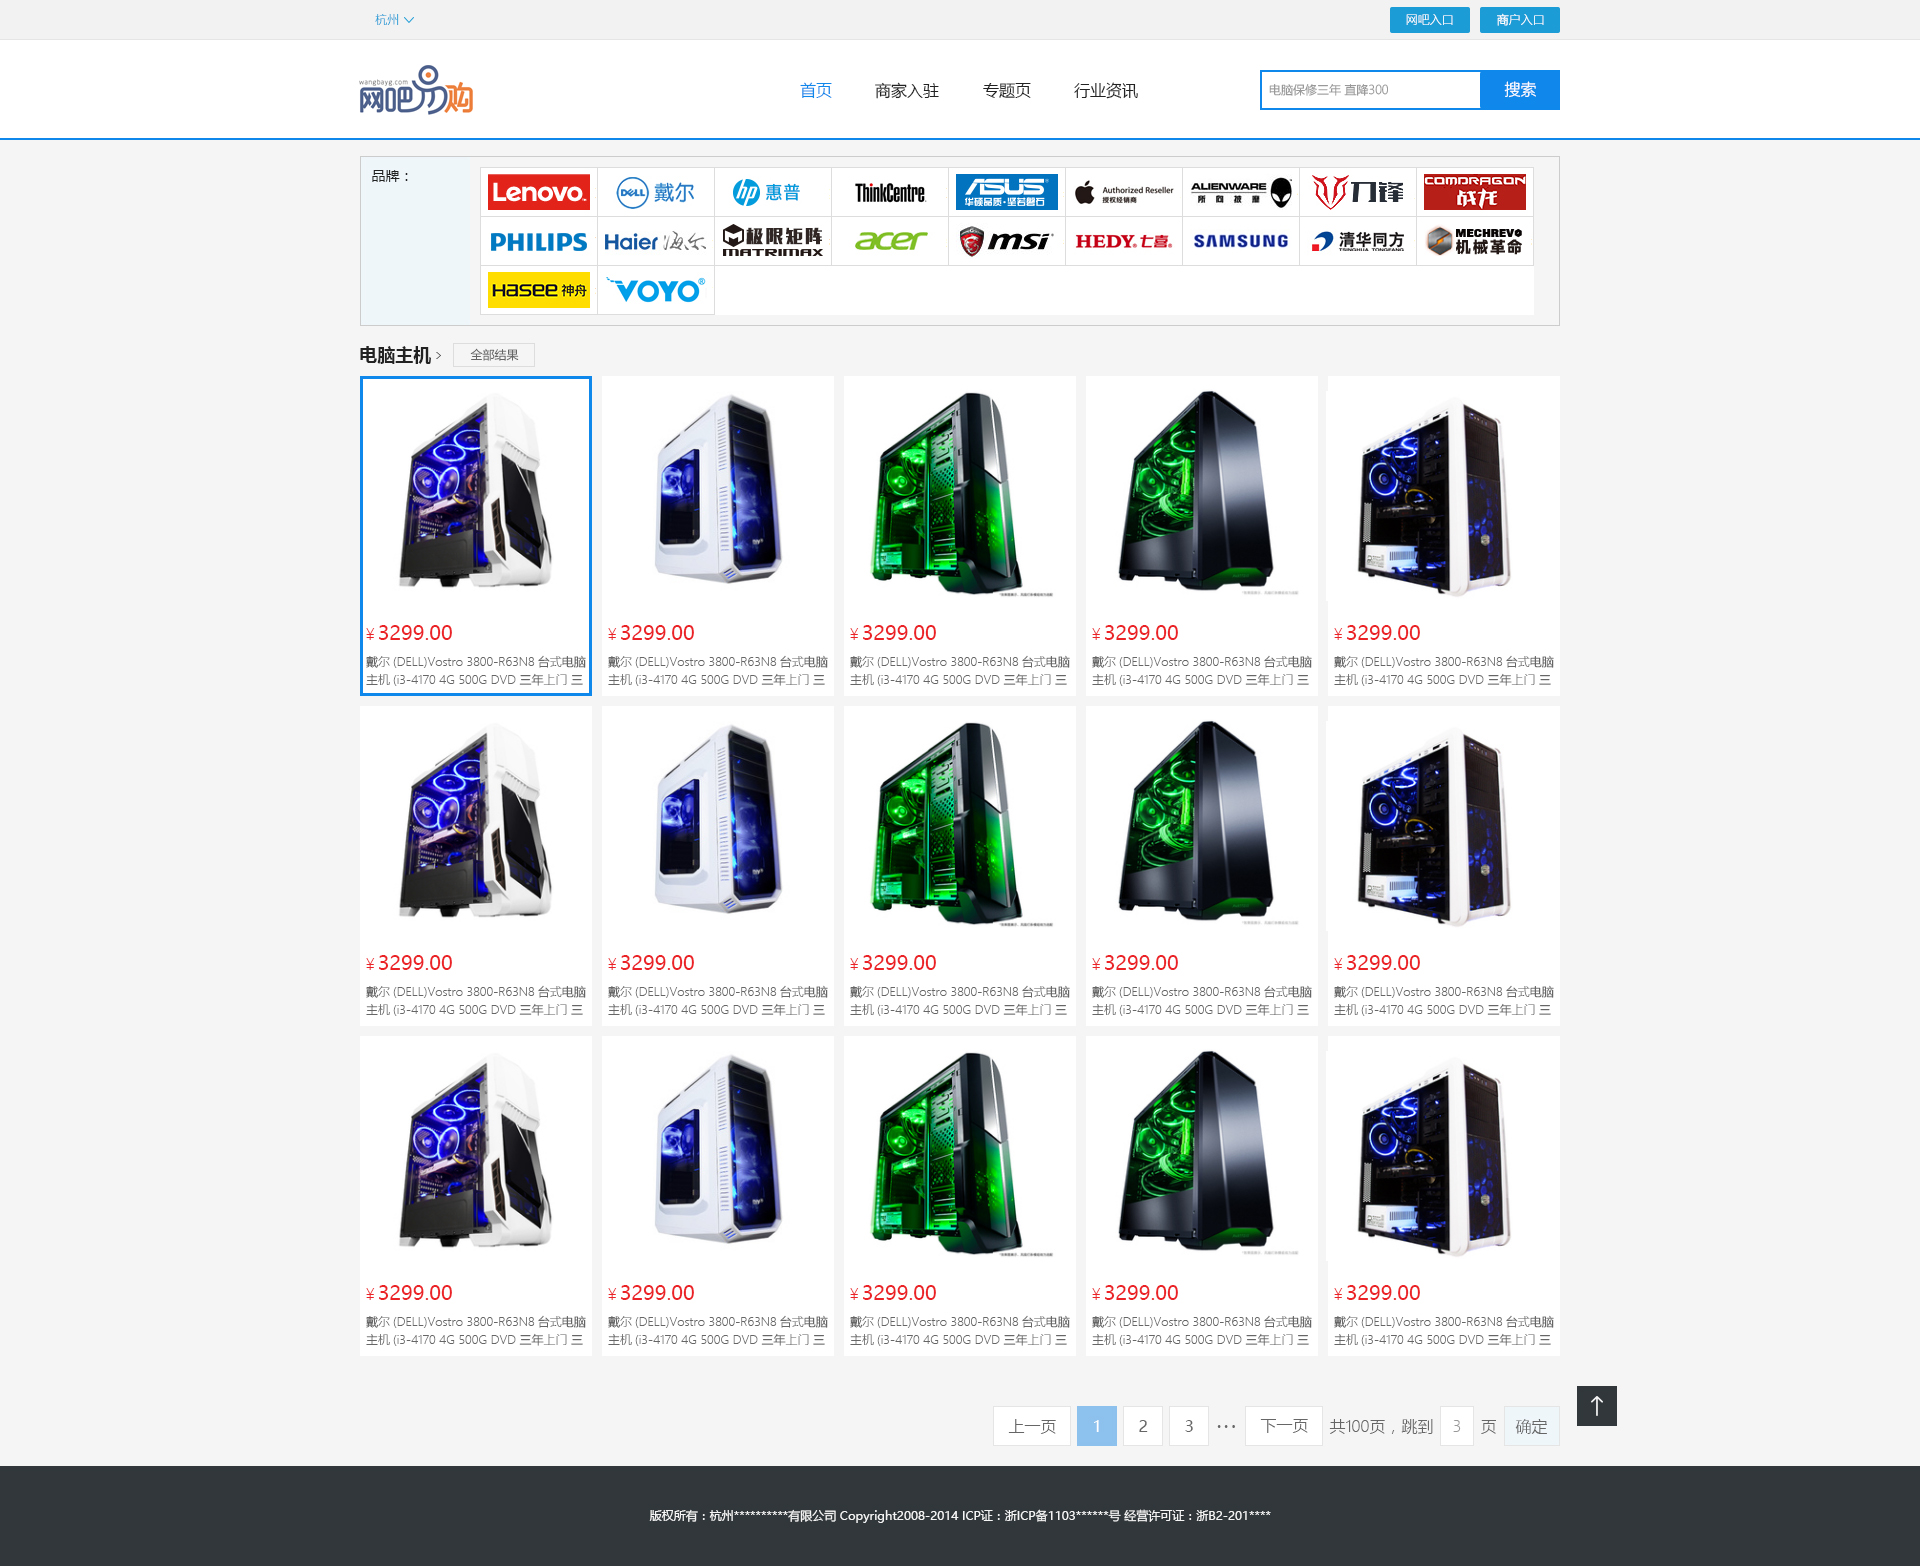 杭州
网吧入口
商户入口
wangbayg.com
网吧易购
首页
商家入驻
专题页
行业资讯
电脑保修三年 直降300
搜索
品牌：
Lenovo
DELL 戴尔
hp 惠普
ThinkCentre
ASUS
华硕品质·坚若磐石
Authorized Reseller
授权经销商
ALIENWARE
所向披靡
刀锋
COMDRAGON
战龙
PHILIPS
Haier 海尔
极限矩阵
MATRIMAX
acer
msi
HEDY 七喜
SAMSUNG
清华同方
TSINGHUA TONGFANG
MECHREVO
机械革命
Hasee 神舟
VOYO
电脑主机 >
全部结果
¥ 3299.00
戴尔 (DELL)Vostro 3800-R63N8 台式电脑
主机 (i3-4170 4G 500G DVD 三年上门 三
¥ 3299.00
戴尔 (DELL)Vostro 3800-R63N8 台式电脑
主机 (i3-4170 4G 500G DVD 三年上门 三
¥ 3299.00
戴尔 (DELL)Vostro 3800-R63N8 台式电脑
主机 (i3-4170 4G 500G DVD 三年上门 三
¥ 3299.00
戴尔 (DELL)Vostro 3800-R63N8 台式电脑
主机 (i3-4170 4G 500G DVD 三年上门 三
¥ 3299.00
戴尔 (DELL)Vostro 3800-R63N8 台式电脑
主机 (i3-4170 4G 500G DVD 三年上门 三
¥ 3299.00
戴尔 (DELL)Vostro 3800-R63N8 台式电脑
主机 (i3-4170 4G 500G DVD 三年上门 三
¥ 3299.00
戴尔 (DELL)Vostro 3800-R63N8 台式电脑
主机 (i3-4170 4G 500G DVD 三年上门 三
¥ 3299.00
戴尔 (DELL)Vostro 3800-R63N8 台式电脑
主机 (i3-4170 4G 500G DVD 三年上门 三
¥ 3299.00
戴尔 (DELL)Vostro 3800-R63N8 台式电脑
主机 (i3-4170 4G 500G DVD 三年上门 三
¥ 3299.00
戴尔 (DELL)Vostro 3800-R63N8 台式电脑
主机 (i3-4170 4G 500G DVD 三年上门 三
¥ 3299.00
戴尔 (DELL)Vostro 3800-R63N8 台式电脑
主机 (i3-4170 4G 500G DVD 三年上门 三
¥ 3299.00
戴尔 (DELL)Vostro 3800-R63N8 台式电脑
主机 (i3-4170 4G 500G DVD 三年上门 三
¥ 3299.00
戴尔 (DELL)Vostro 3800-R63N8 台式电脑
主机 (i3-4170 4G 500G DVD 三年上门 三
¥ 3299.00
戴尔 (DELL)Vostro 3800-R63N8 台式电脑
主机 (i3-4170 4G 500G DVD 三年上门 三
¥ 3299.00
戴尔 (DELL)Vostro 3800-R63N8 台式电脑
主机 (i3-4170 4G 500G DVD 三年上门 三
上一页 1 2 3 ··· 下一页 共100页，跳到 3 页 确定
版权所有：杭州**********有限公司 Copyright2008-2014 ICP证：浙ICP备1103******号 经营许可证：浙B2-201****